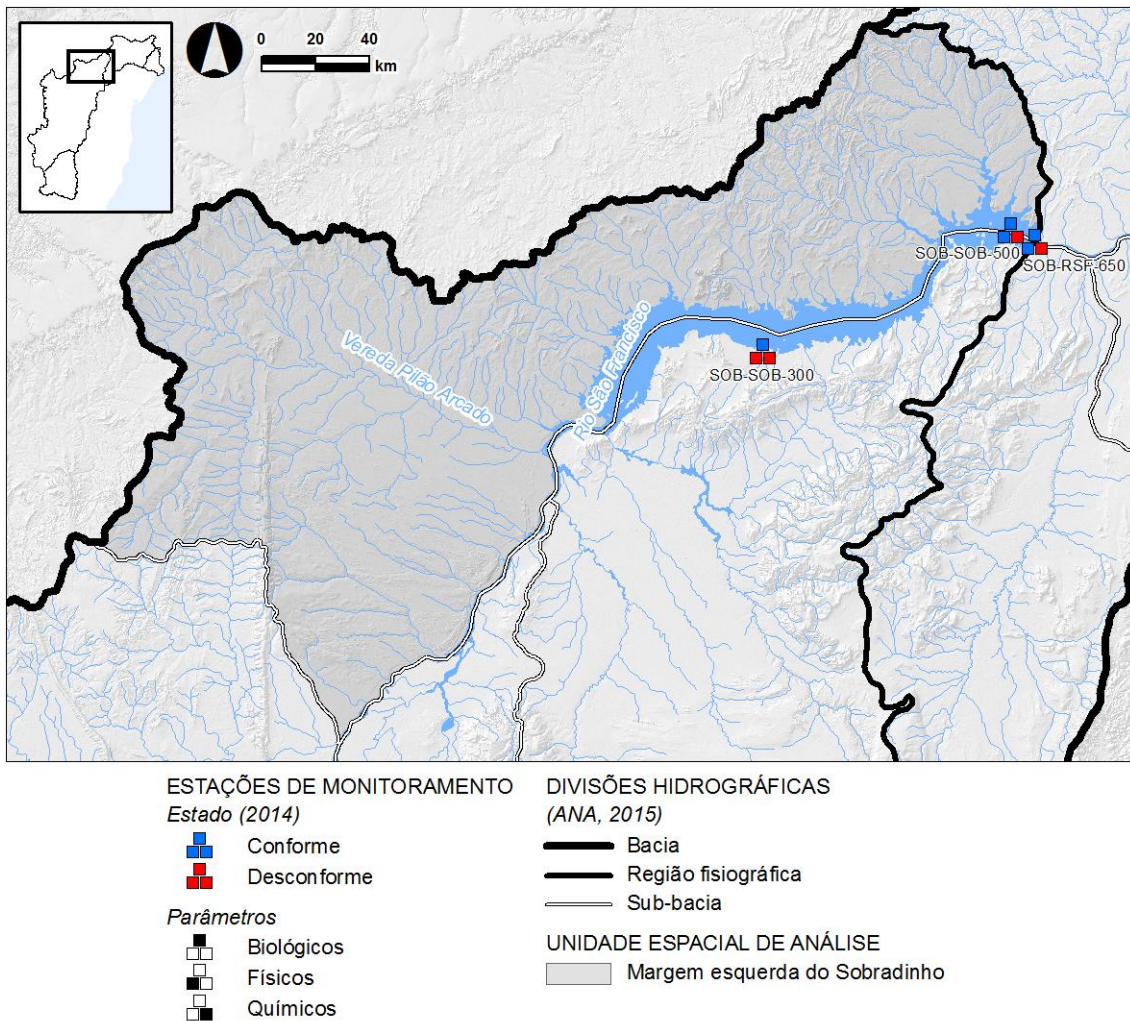 0 20 40
km
SOB-SOB-500
SOB-RSF-650
Rio São Francisco
Vereda Pilão Arcado
SOB-SOB-300
ESTAÇÕES DE MONITORAMENTO
Estado (2014)
Conforme
Desconforme
Parâmetros
Biológicos
Físicos
Químicos
DIVISÕES HIDROGRÁFICAS
(ANA, 2015)
Bacia
Região fisiográfica
Sub-bacia
UNIDADE ESPACIAL DE ANÁLISE
Margem esquerda do Sobradinho